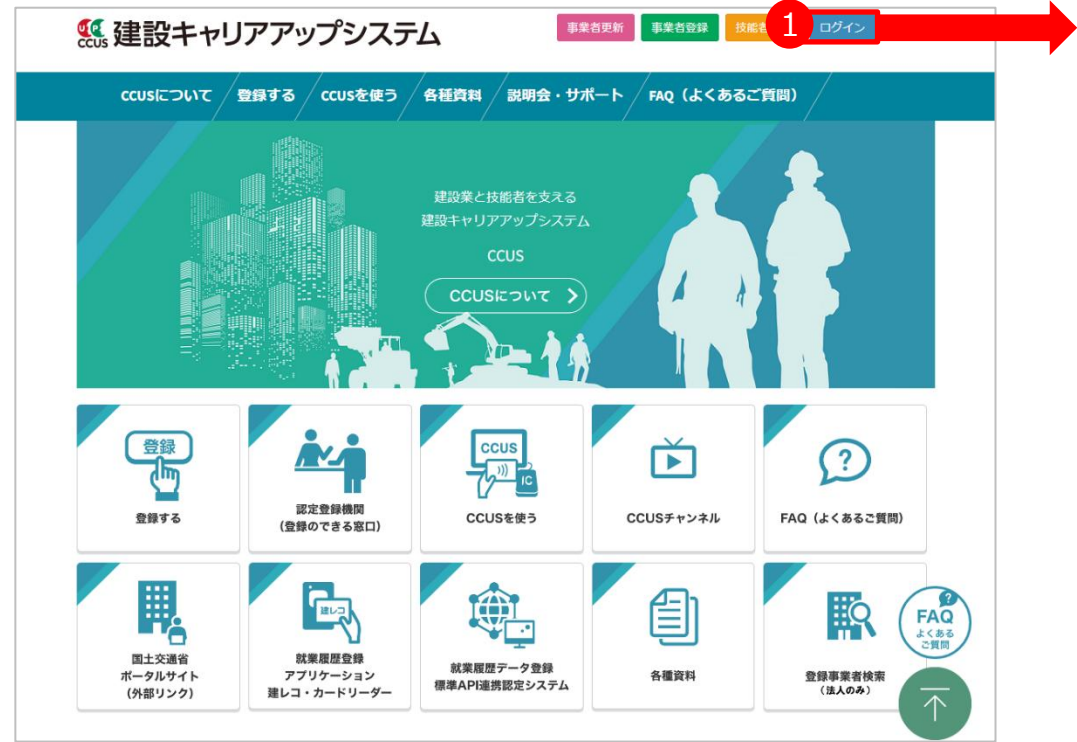 CCUS 建設キャリアアップシステム
事業者更新 事業者登録 技能者 1 ログイン
CCUSについて 登録する CCUSを使う 各種資料 説明会・サポート FAQ（よくあるご質問）
建設業と技能者を支える
建設キャリアアップシステム
CCUS
CCUSについて
登録
登録する
認定登録機関
(登録のできる窓口)
CCUS
IC
CCUSを使う
CCUSチャンネル
?
FAQ（よくあるご質問）
国土交通省
ポータルサイト
(外部リンク)
建レコ
就業履歴登録
アプリケーション
建レコ・カードリーダー
就業履歴データ登録
標準API連携認定システム
各種資料
登録事業者検索
（法人のみ）
?
FAQ
よくある
ご質問